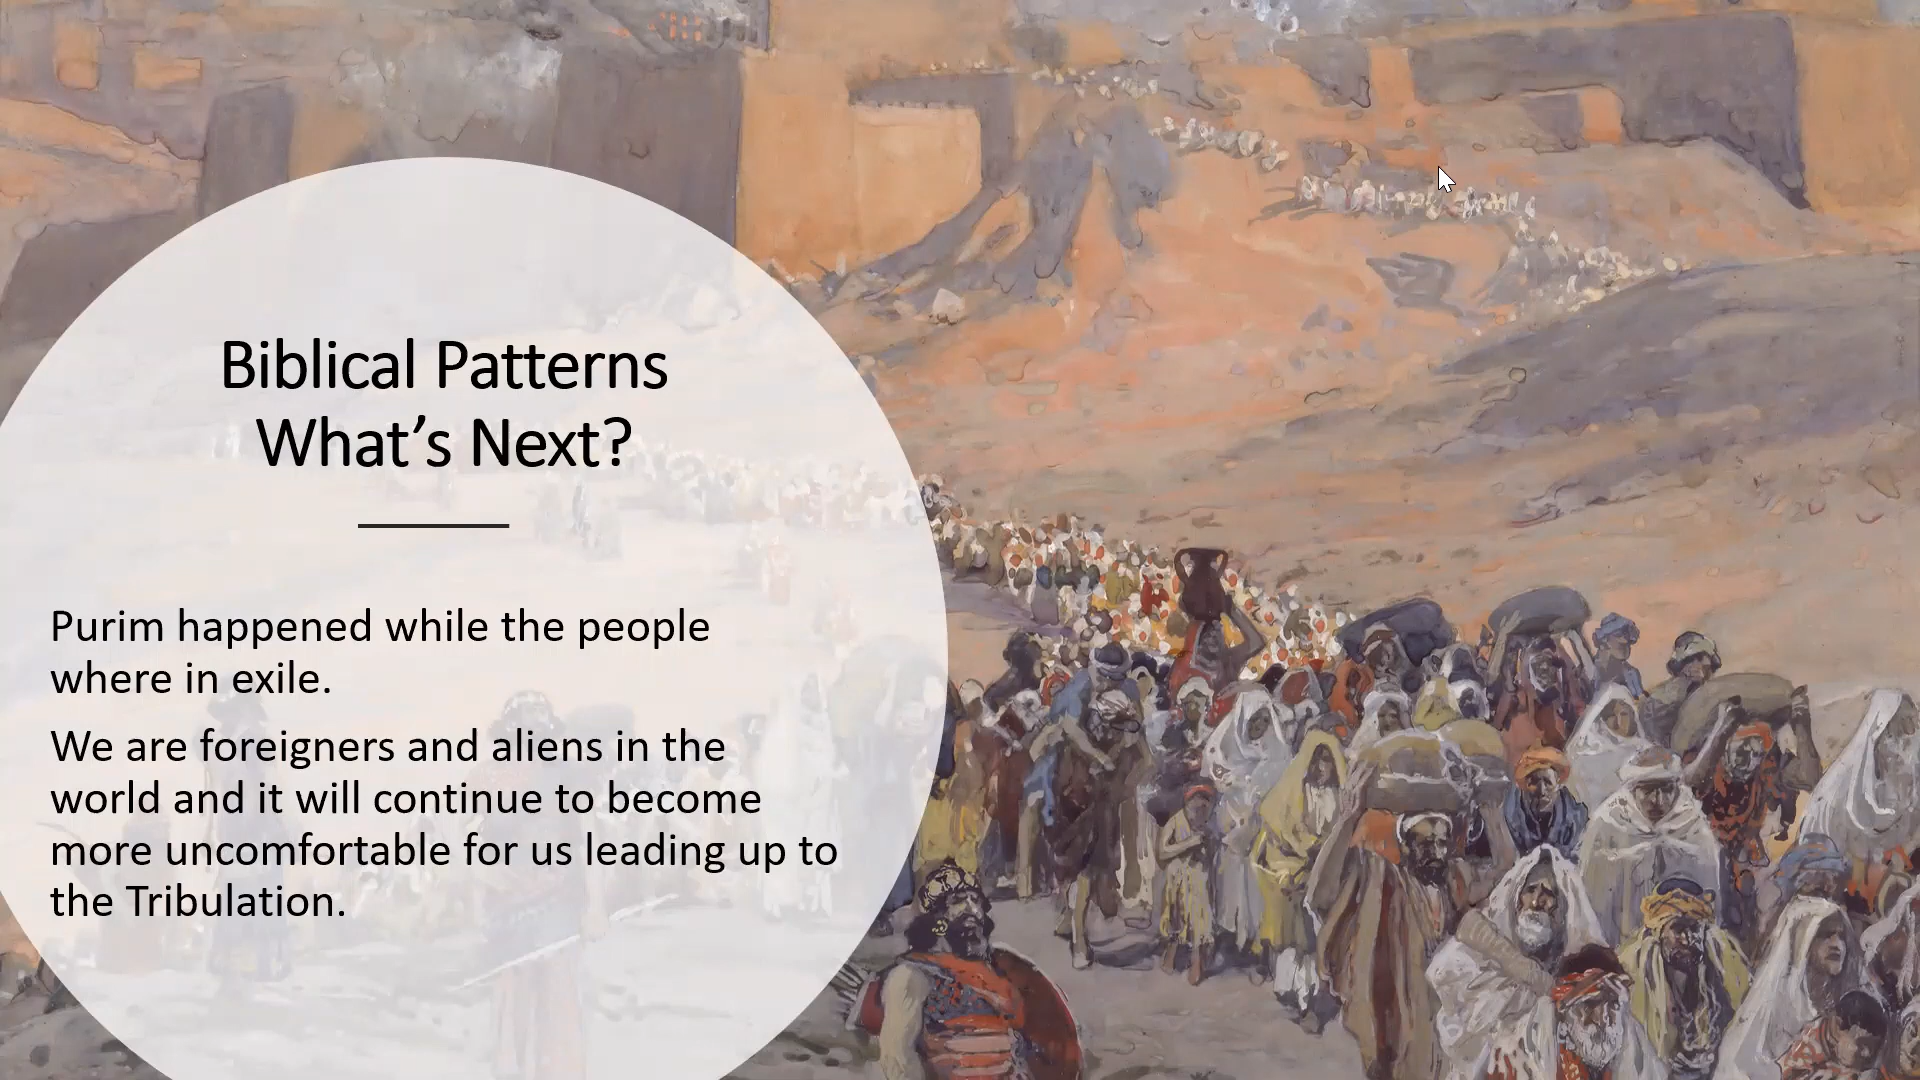 Biblical Patterns
What’s Next?
Purim happened while the people
where in exile.
We are foreigners and aliens in the
world and it will continue to become
more uncomfortable for us leading up to
the Tribulation.